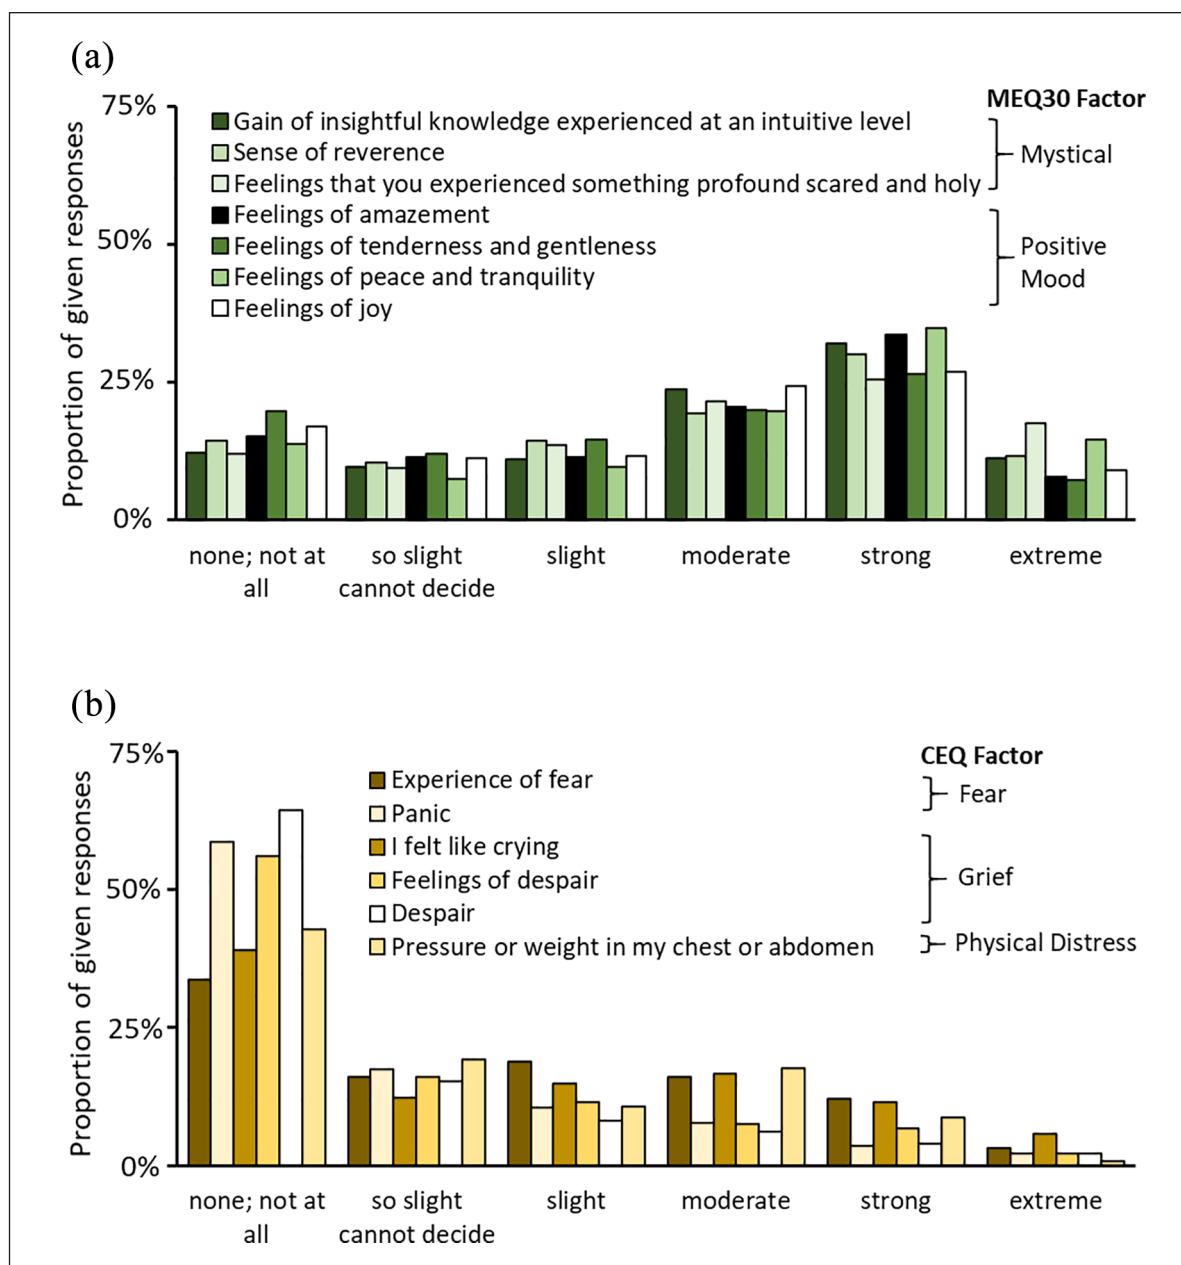 (a)
75%
50%
25%
0%
Proportion of given responses
Gain of insightful knowledge experienced at an intuitive level
Sense of reverence
Feelings that you experienced something profound scared and holy
Feelings of amazement
Feelings of tenderness and gentleness
Feelings of peace and tranquility
Feelings of joy
MEQ30 Factor
Mystical
Positive
Mood
none; not at
all
so slight
cannot decide
slight
moderate
strong
extreme
(b)
75%
50%
25%
0%
Proportion of given responses
Experience of fear
Panic
I felt like crying
Feelings of despair
Despair
Pressure or weight in my chest or abdomen
CEQ Factor
Fear
Grief
Physical Distress
none; not at
all
so slight
cannot decide
slight
moderate
strong
extreme